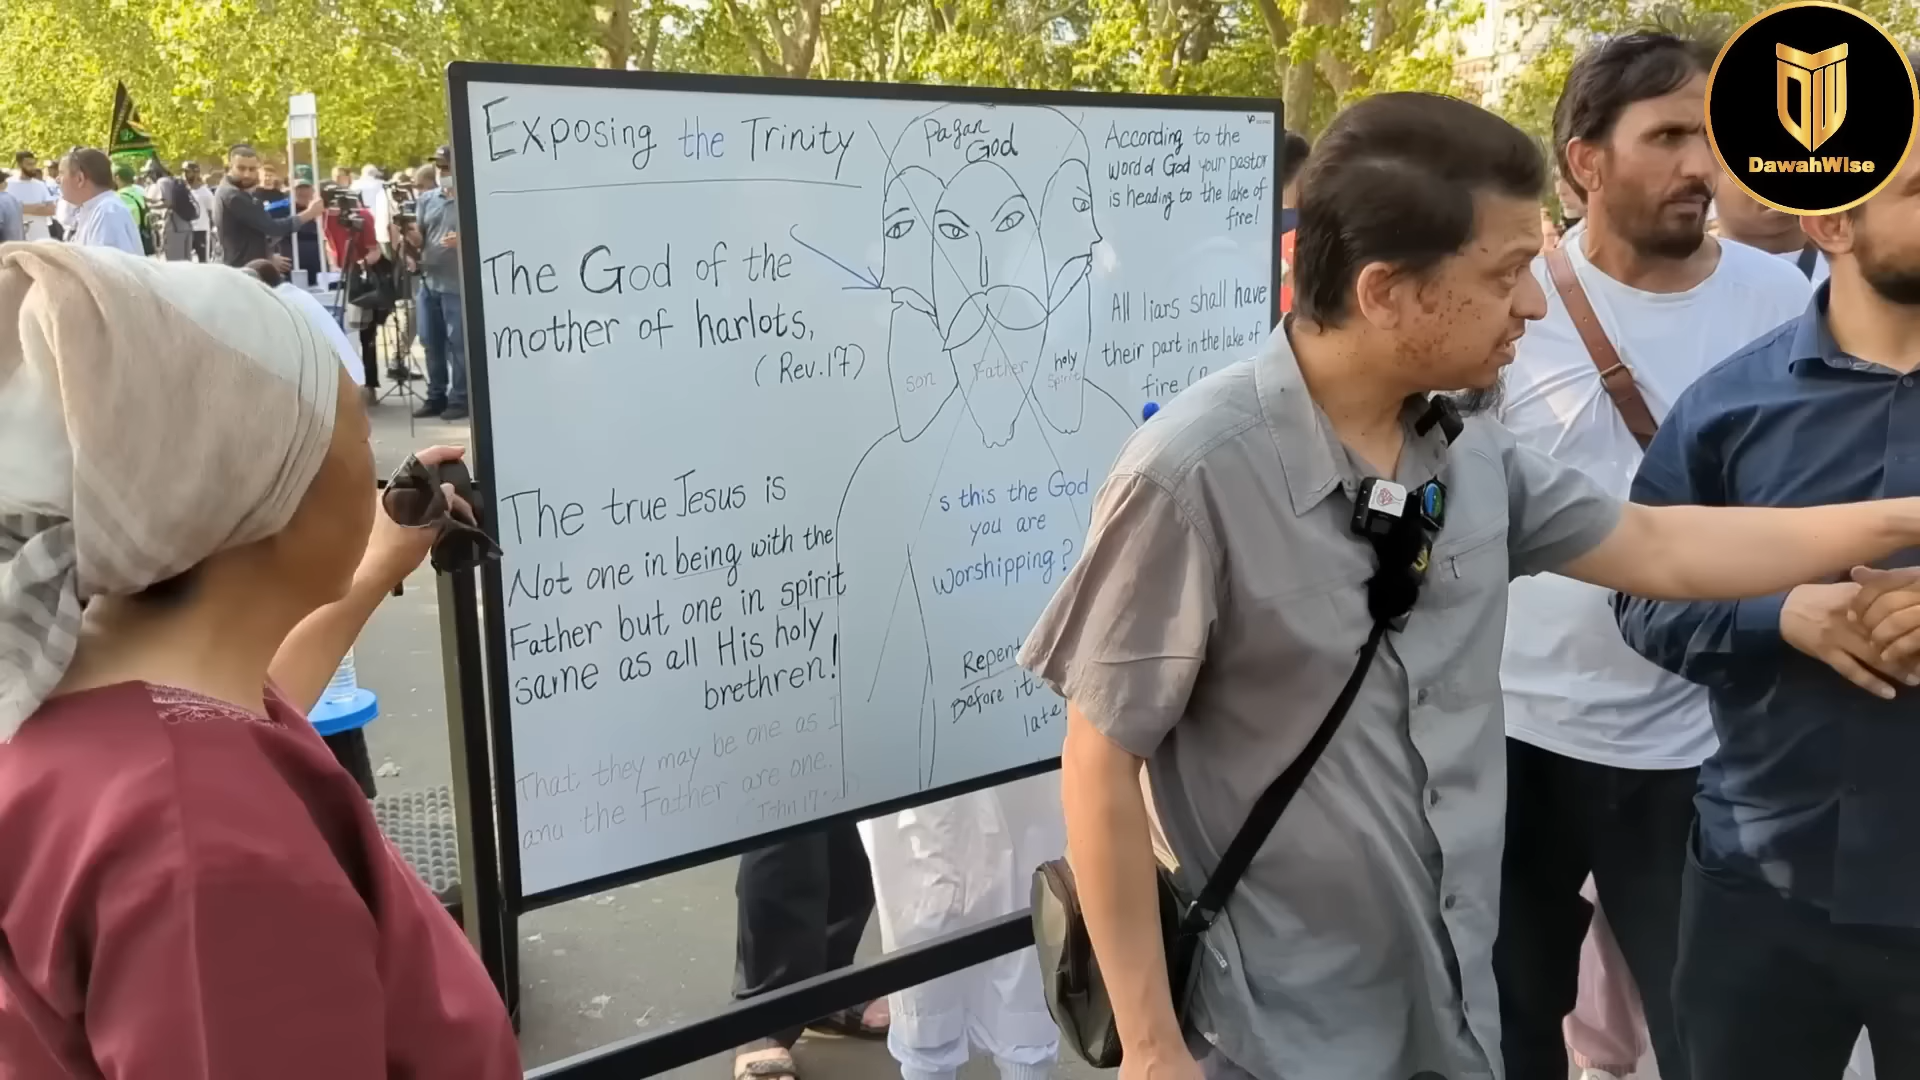 Exposing the Trinity
The God of the
mother of harlots,
(Rev.17)
The true Jesus is
Not one in being with the
Father but one in spirit
same as all His holy
brethren!
That they may be one as I
anu the Father are one.
Pagan
God
son
Father
holy
Spirit
s this the God
you are
worshipping?
Repent
Before it
late!
According to the
word of God your pastor
is heading to the lake of
fire!
All liars shall have
their part in the lake of
fire.
DW
DawahWise